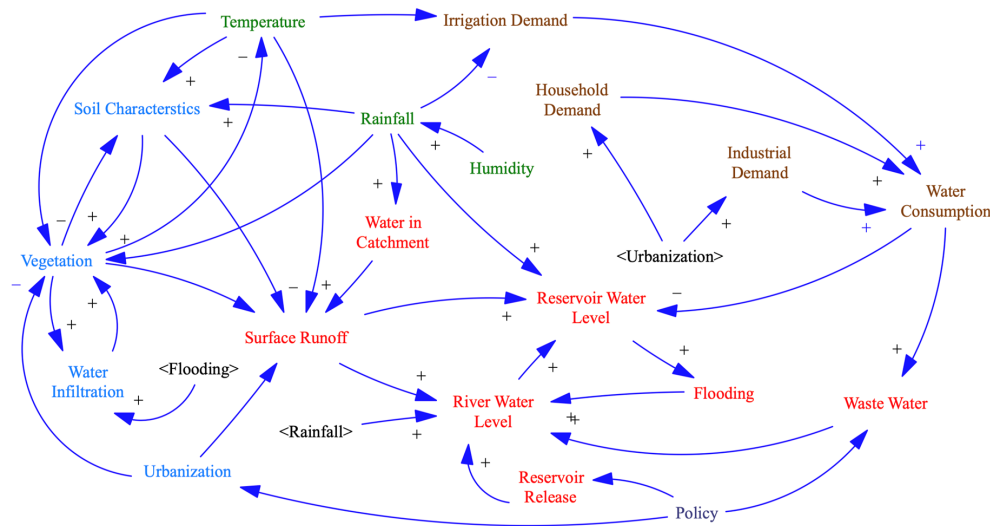 Temperature
Irrigation Demand
+
−
−
+
Soil Characterstics
+
Rainfall
+
Household
Demand
+
Humidity
Industrial
Demand
+
+
+
+
Water
Consumption
+
Water in
Catchment
−
+
+
Vegetation
−
+
+
−
+
+
<Urbanization>
Reservoir Water
Level
−
+
Surface Runoff
Water
Infiltration
<Flooding>
+
+
+
+
+
Flooding
Waste Water
River Water
Level
+
+
<Rainfall>
+
Urbanization
+
Reservoir
Release
Policy